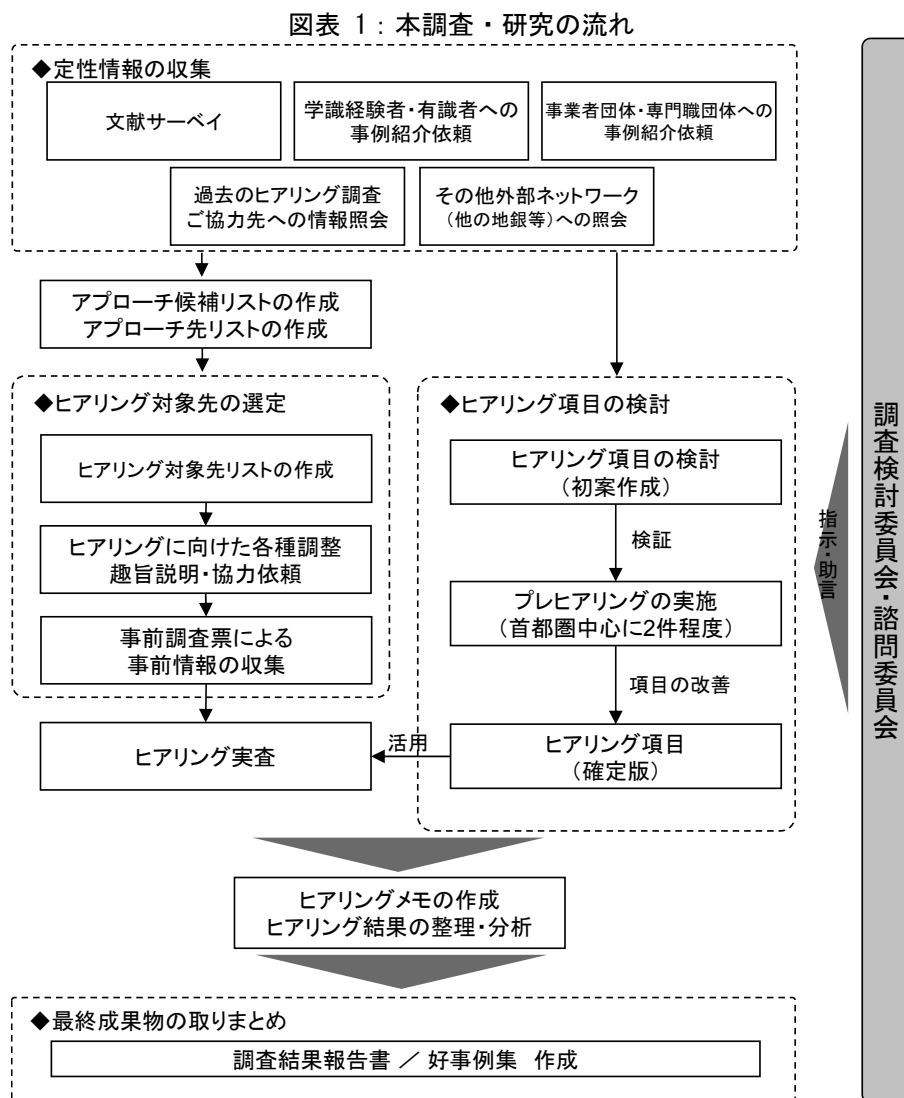 図表 1：本調査・研究の流れ
◆定性情報の収集
文献サーベイ
学識経験者・有識者への
事例紹介依頼
事業者団体・専門職団体への
事例紹介依頼
過去のヒアリング調査
ご協力先への情報照会
その他外部ネットワーク
（他の地銀等）への照会
アプローチ候補リストの作成
アプローチ先リストの作成
◆ヒアリング対象先の選定
ヒアリング対象先リストの作成
ヒアリングに向けた各種調整
趣旨説明・協力依頼
事前調査票による
事前情報の収集
ヒアリング実査
◆ヒアリング項目の検討
ヒアリング項目の検討
（初案作成）
検証
プレヒアリングの実施
（首都圏中心に2件程度）
項目の改善
ヒアリング項目
（確定版）
活用
指示・助言
調査検討委員会・諮問委員会
ヒアリングメモの作成
ヒアリング結果の整理・分析
◆最終成果物の取りまとめ
調査結果報告書 ／ 好事例集 作成